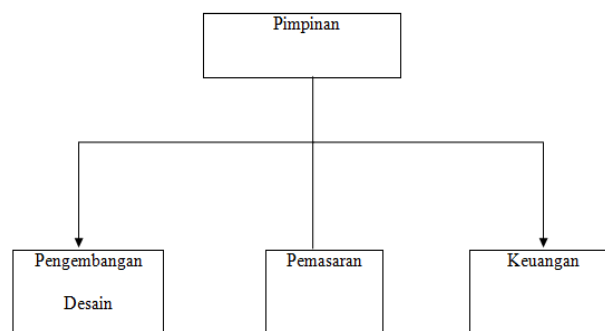 Pimpinan
Pengembangan
Desain
Pemasaran
Keuangan